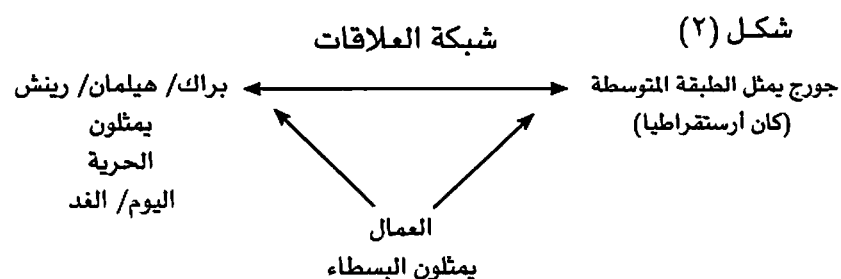 شكل (٢)
شبكة العلاقات
جورج يمثل الطبقة المتوسطة
(كان أرستقراطيا)
براك/ هيلمان/ رينش
يمثلون
الحرية
اليوم/ الغد
العمال
يمثلون البسطاء